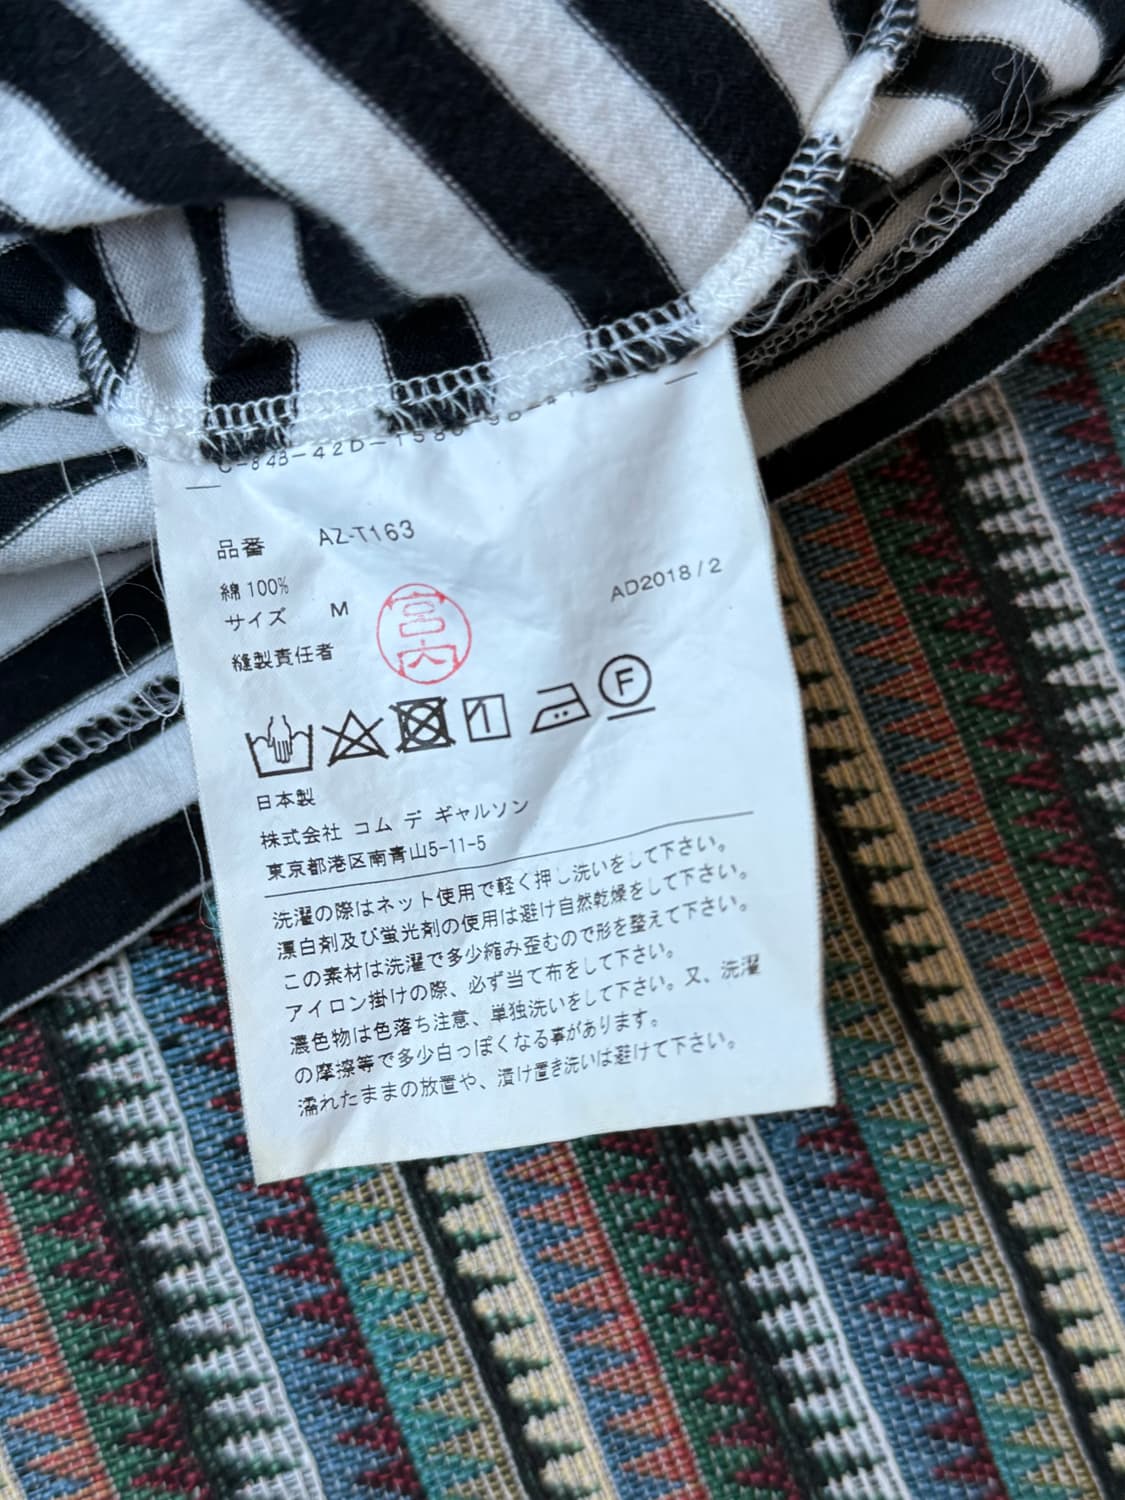 品番 AZ-T163
綿 100%
サイズ M
AD2018/2
縫製責任者 宮内
F
日本製
株式会社 コム デ ギャルソン
東京都港区南青山5-11-5
洗濯の際はネット使用で軽く押し洗いをして下さい。
漂白剤及び蛍光剤の使用は避け自然乾燥をして下さい。
この素材は洗濯で多少縮み歪むので形を整えて下さい。
アイロン掛けの際、必ず当て布をして下さい。
濃色物は色落ち注意、単独洗いをして下さい。又、洗濯
の摩擦等で多少白っぽくなる事があります。
濡れたままの放置や、漬け置き洗いは避けて下さい。